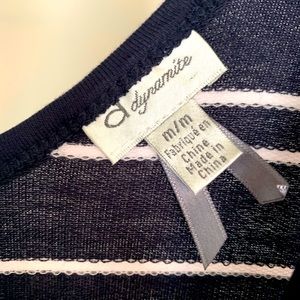 d dynamite
m/m
Fabriqué en
Chine
Made in
China